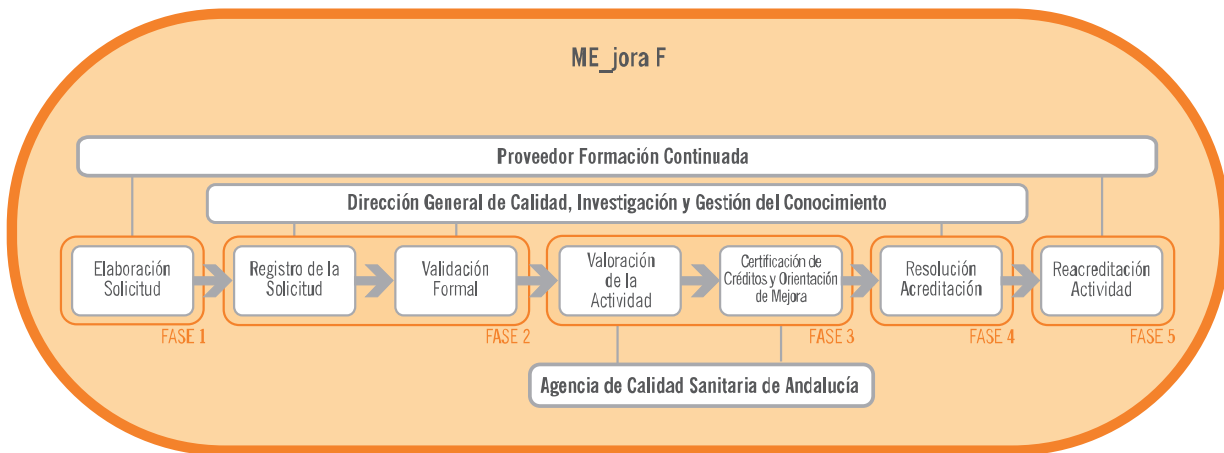 ME_jora F
Proveedor Formación Continuada
Dirección General de Calidad, Investigación y Gestión del Conocimiento
Elaboración
Solicitud
FASE 1
Registro de la
Solicitud
Validación
Formal
FASE 2
Valoración
de la
Actividad
Certificación de
Créditos y Orientación
de Mejora
FASE 3
Resolución
Acreditación
FASE 4
Reacreditación
Actividad
FASE 5
Agencia de Calidad Sanitaria de Andalucía